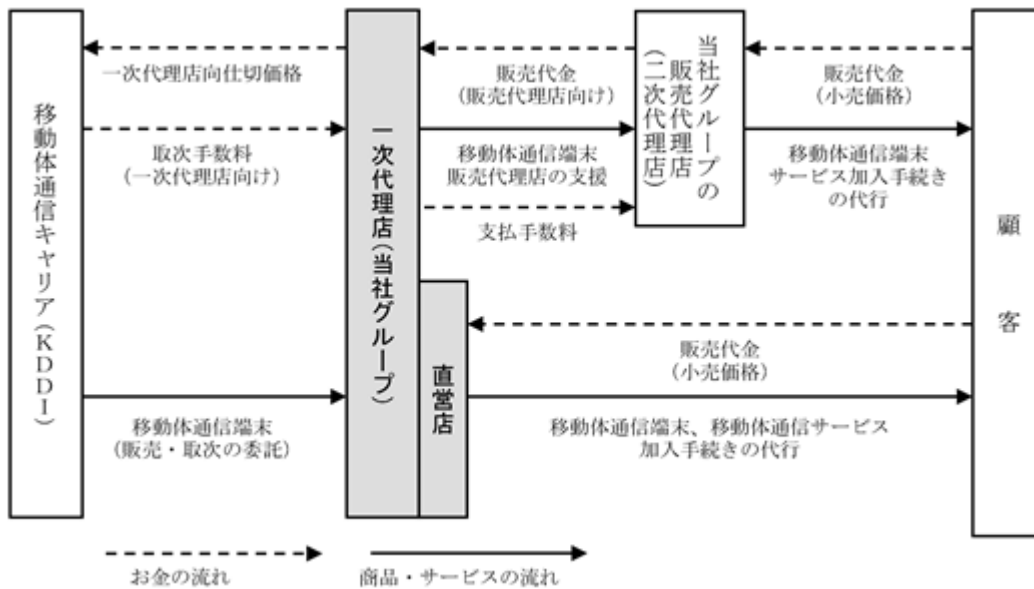 移動体通信キャリア(KDDI)
一次代理店向仕切価格
取次手数料
(一次代理店向け)
移動体通信端末
(販売・取次の委託)
一次代理店(当社グループ)
直営店
販売代金
(販売代理店向け)
移動体通信端末
販売代理店の支援
支払手数料
当社グループの
販売代理店
(二次代理店)
販売代金
(小売価格)
移動体通信端末
サービス加入手続き
の代行
販売代金
(小売価格)
移動体通信端末、移動体通信サービス
加入手続きの代行
顧客
お金の流れ
商品・サービスの流れ